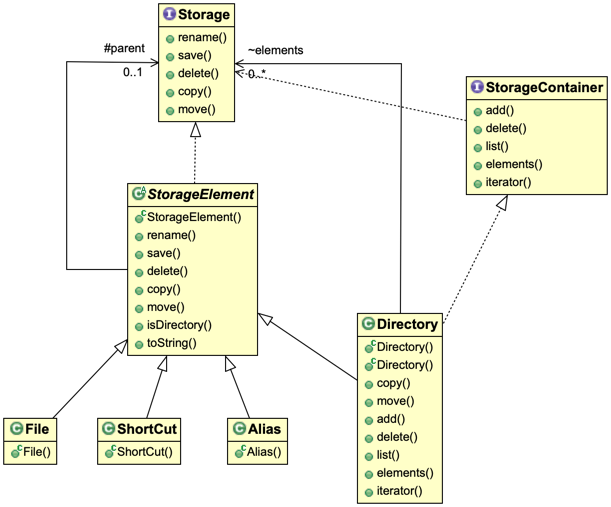 Storage
rename()
save()
delete()
copy()
move()
#parent
0..1
~elements
0..*
StorageContainer
add()
delete()
list()
elements()
iterator()
StorageElement
StorageElement()
rename()
save()
delete()
copy()
move()
isDirectory()
toString()
Directory
Directory()
Directory()
copy()
move()
add()
delete()
list()
elements()
iterator()
File
File()
ShortCut
ShortCut()
Alias
Alias()